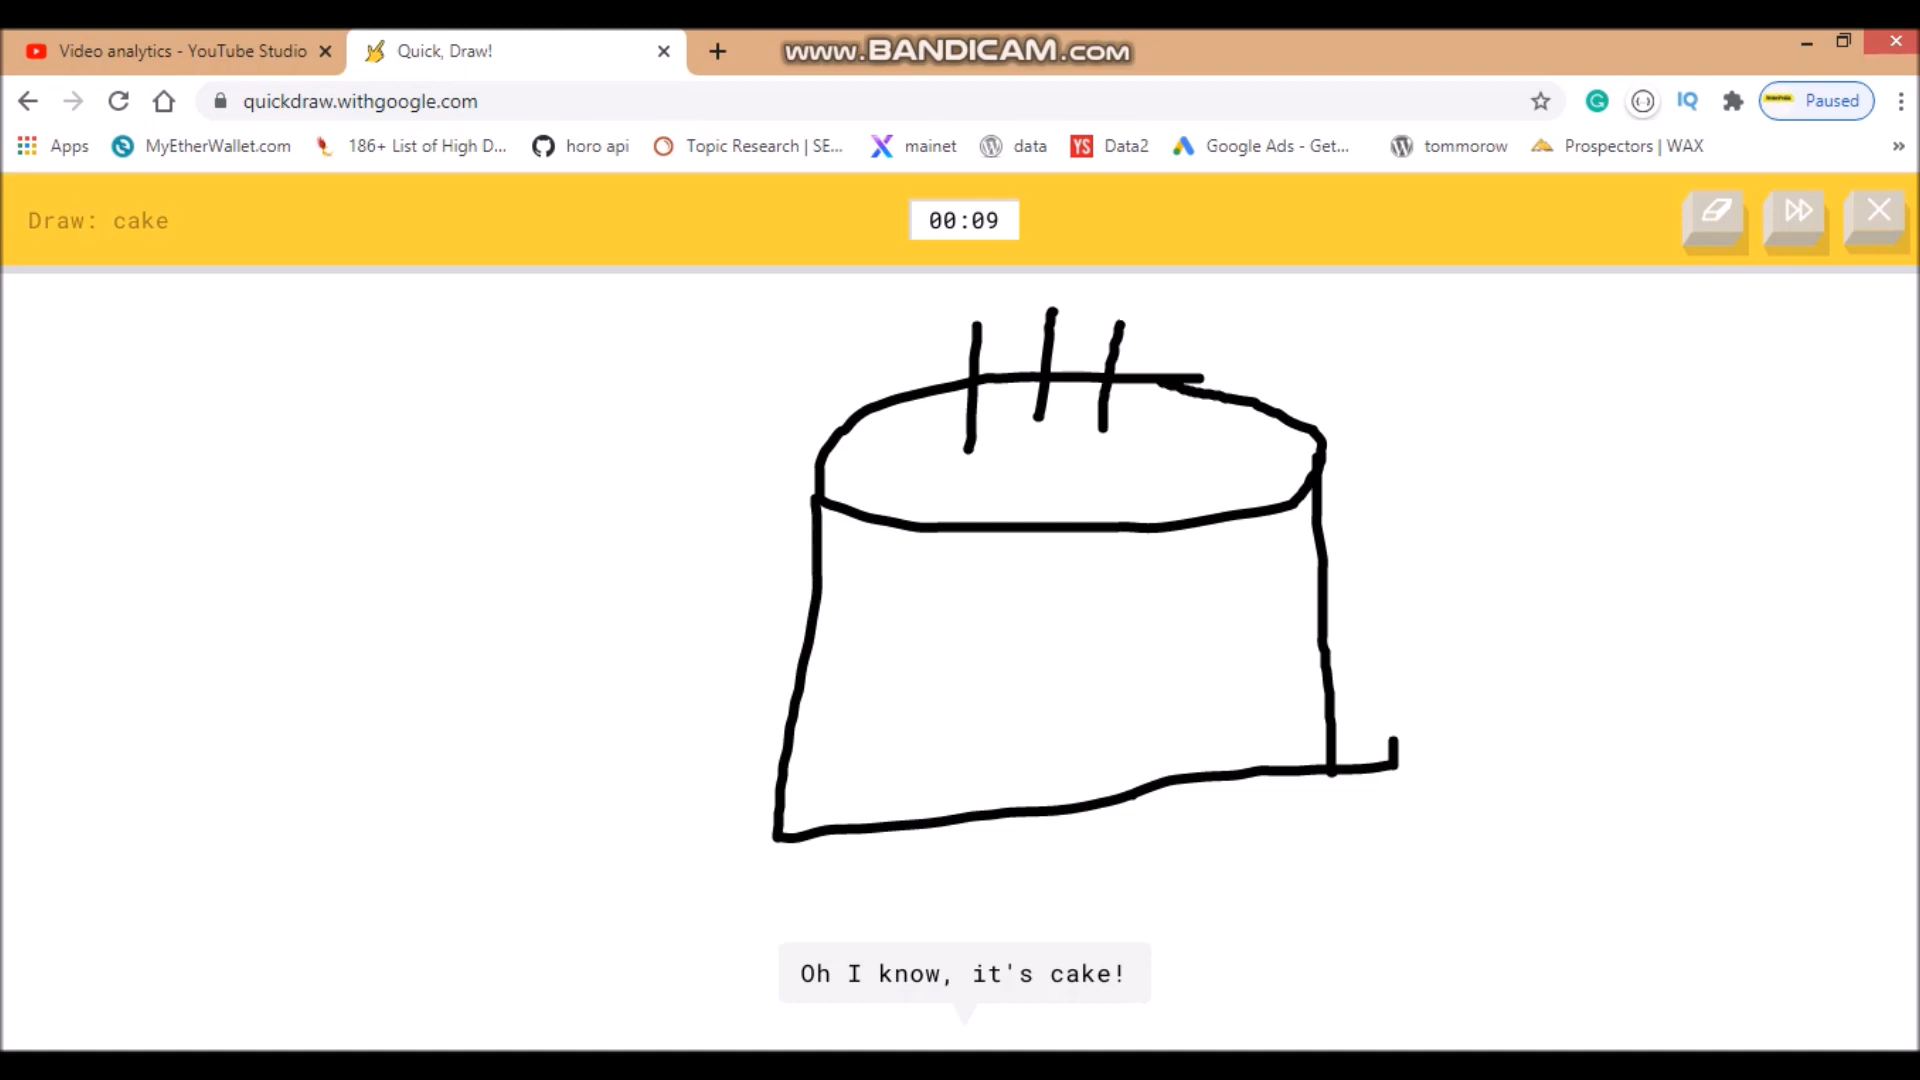 Video analytics - YouTube Studio
Quick, Draw!
www.BANDICAM.com
quickdraw.withgoogle.com
IQ
Paused
Apps
MyEtherWallet.com
186+ List of High D...
horo api
Topic Research | SE...
mainet
data
YS
Data2
Google Ads - Get...
tommorow
Prospectors | WAX
Draw: cake
00:09
Oh I know, it's cake!